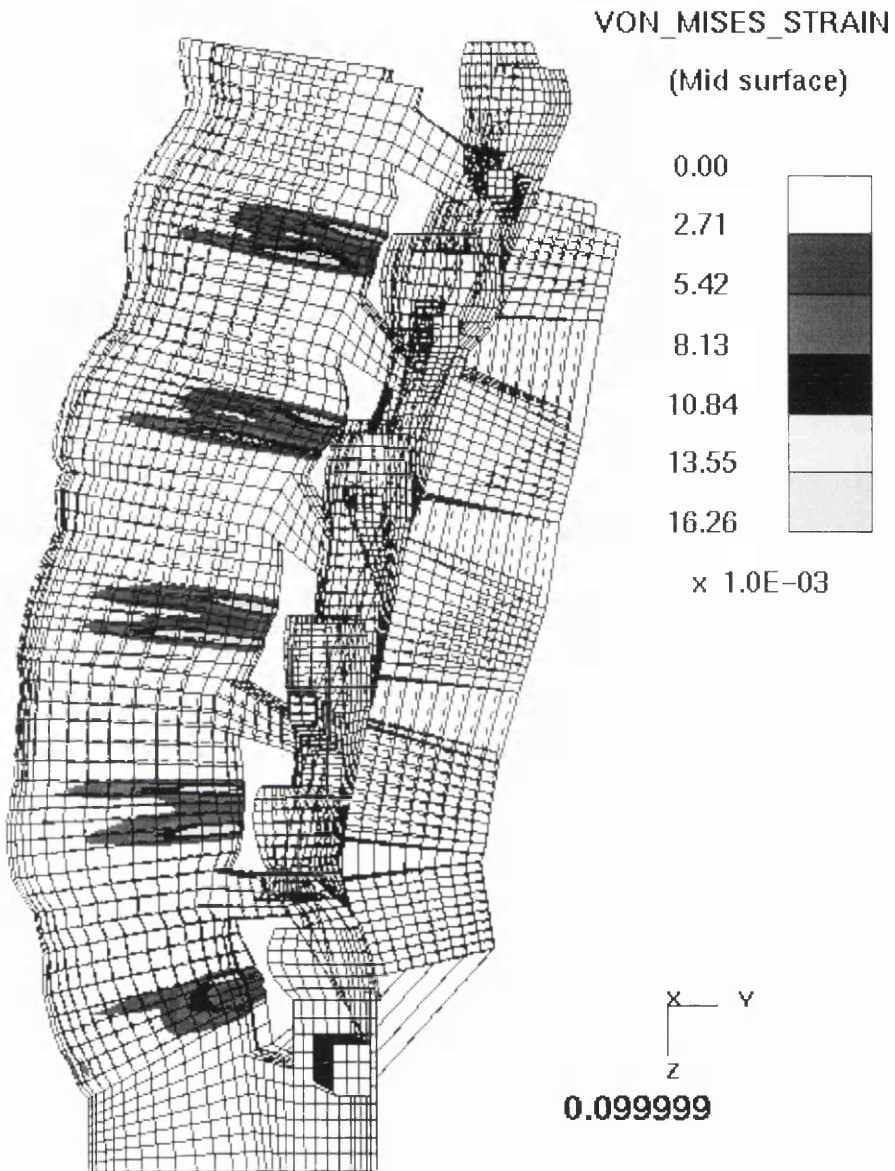 VON_MISES_STRAIN
(Mid surface)
0.00
2.71
5.42
8.13
10.84
13.55
16.26
x 1.0E-03
X Y
Z
0.099999